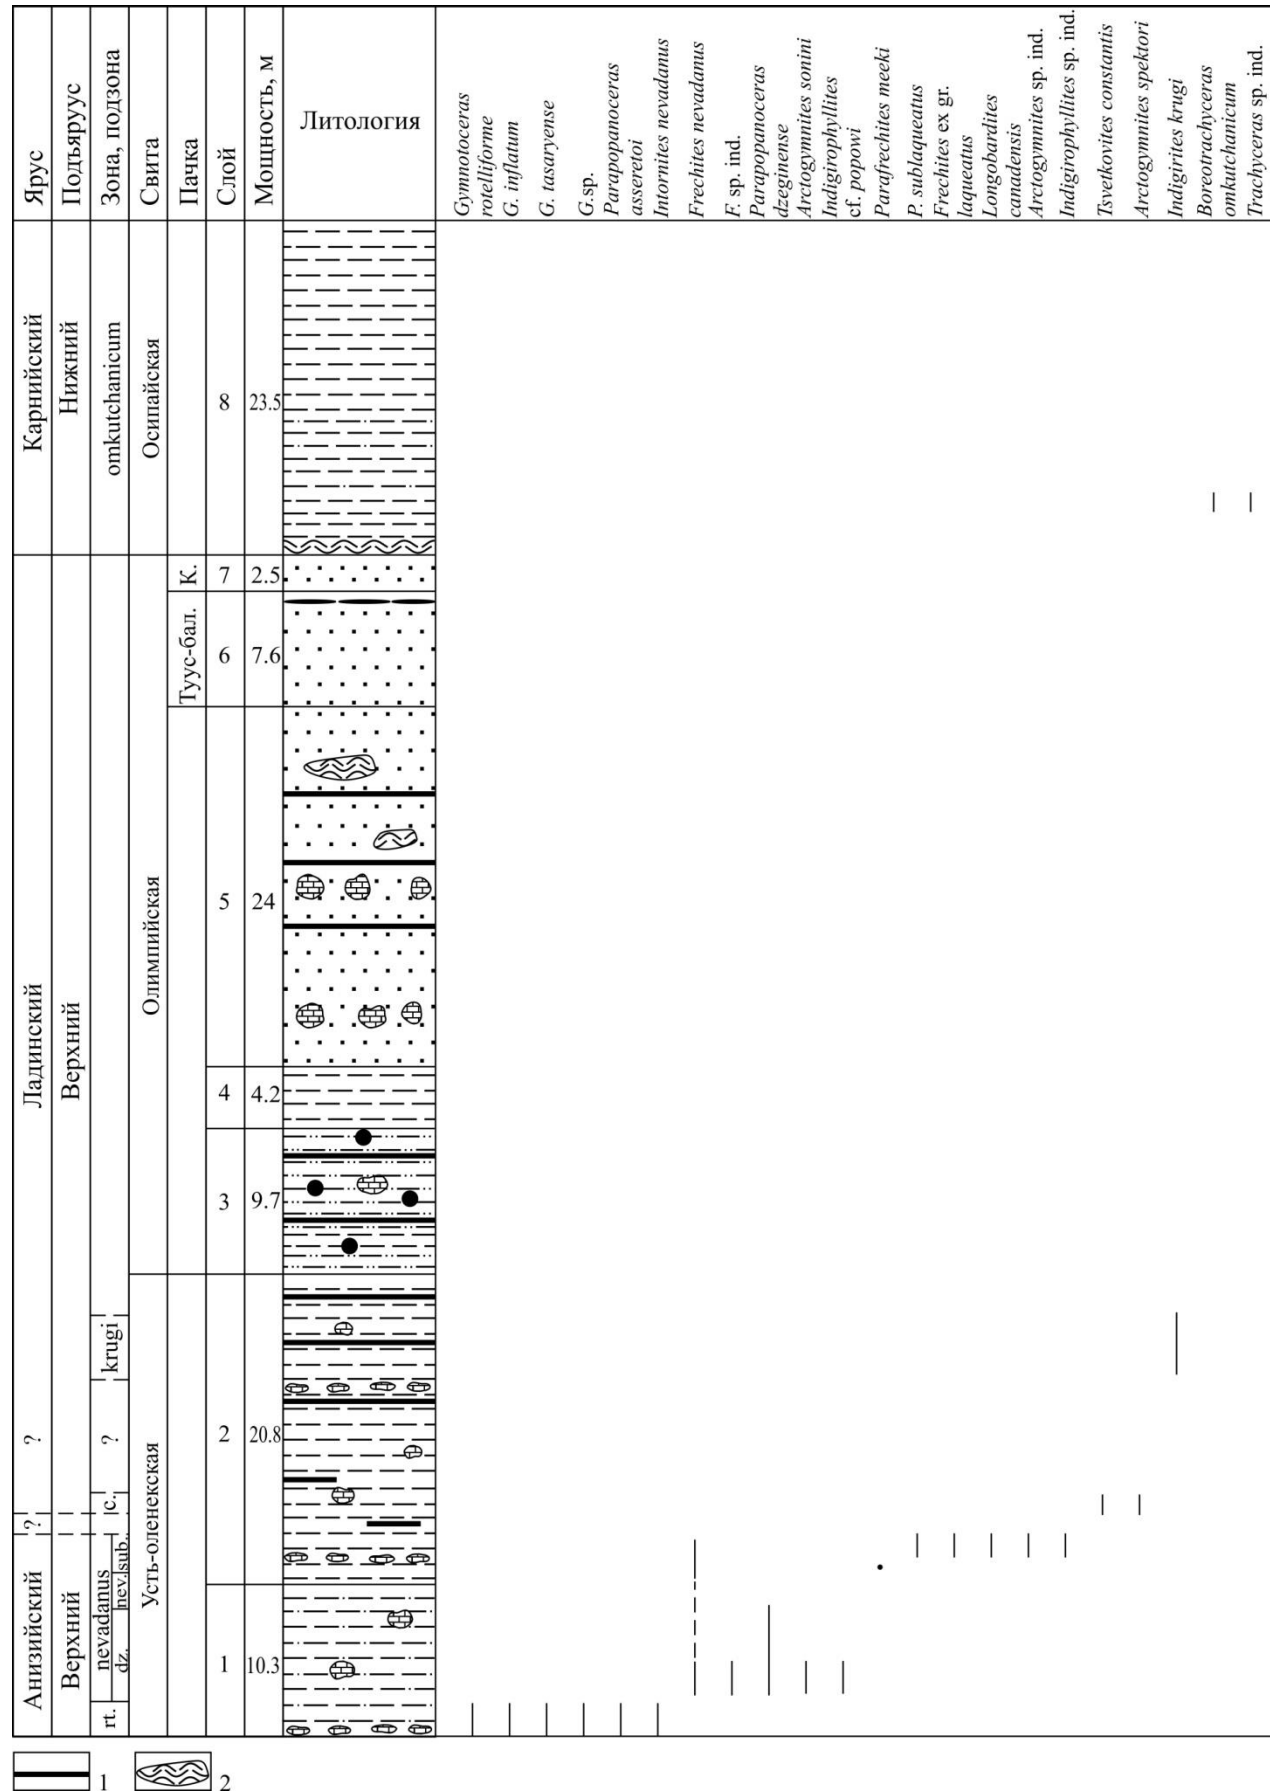 Ярус
Подъярус
Зона, подзона
Свита
Пачка
Слой
Мощность, м
Литология
Gymnotoceras
rotelliforme
G. inflatum
G. tasaryense
G.sp.
Parapopanoceras
asseretoi
Intornites nevadanus
Frechites nevadanus
F. sp. ind.
Parapopanoceras
dzeginense
Arctogymnites sonini
Indigirophyllites
cf. popowi
Parafrechites meeki
P. sublaqueatus
Frechites ex gr.
laqueatus
Longobardites
canadensis
Arctogymnites sp. ind.
Indigirophyllites sp. ind.
Tsvetkovites constantis
Arctogymnites spektori
Indigirites krugi
Boreotrachyceras
omkutchanicum
Trachyceras sp. ind.
Карнийский
Нижний
omkutchanicum
Осипайская
8
23.5
Ладинский
Верхний
Олимпийская
К.
7
2.5
Туус-бал.
6
7.6
5
24
4
4.2
3
9.7
krugi
?
?
c.
?
Усть-оленекская
2
20.8
Анизийский
Верхний
nevadanus
sub.
nev.
dz.
rt.
1
10.3
1
2